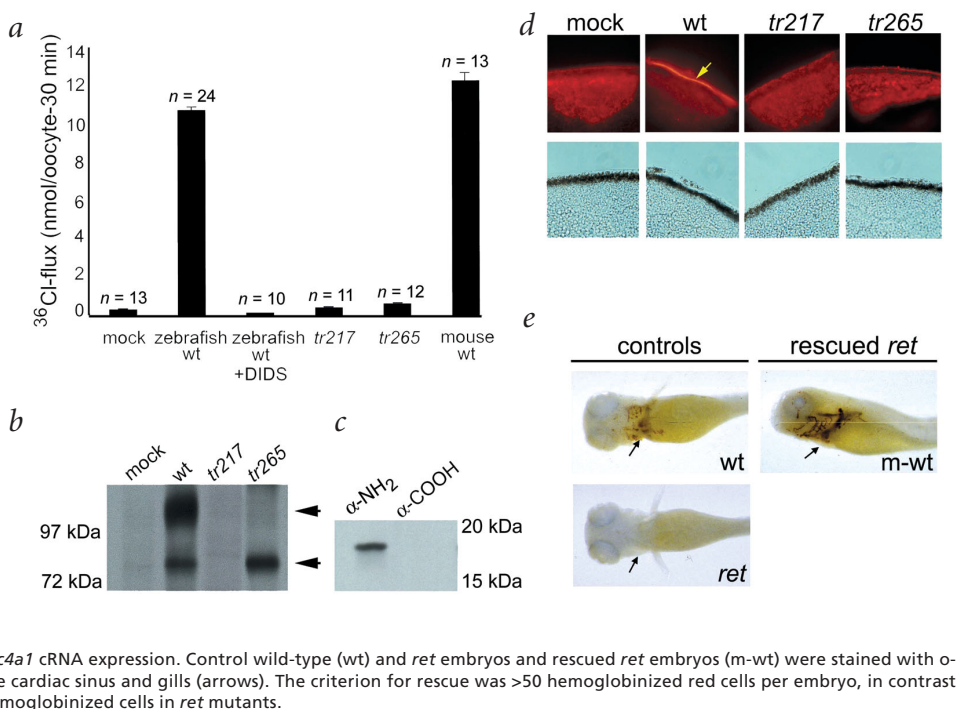 a
14
12
10
8
6
4
2
0
36Cl-flux (nmol/oocyte-30 min)
n = 13
n = 24
n = 10
n = 11
n = 12
n = 13
mock
zebrafish wt
zebrafish wt +DIDS
tr217
tr265
mouse wt
b
mock
wt
tr217
tr265
97 kDa
72 kDa
c
α-NH2
α-COOH
20 kDa
15 kDa
d
mock
wt
tr217
tr265
e
controls
rescued ret
wt
m-wt
ret
c4a1 cRNA expression. Control wild-type (wt) and ret embryos and rescued ret embryos (m-wt) were stained with o-
e cardiac sinus and gills (arrows). The criterion for rescue was >50 hemoglobinized red cells per embryo, in contrast
moglobinized cells in ret mutants.